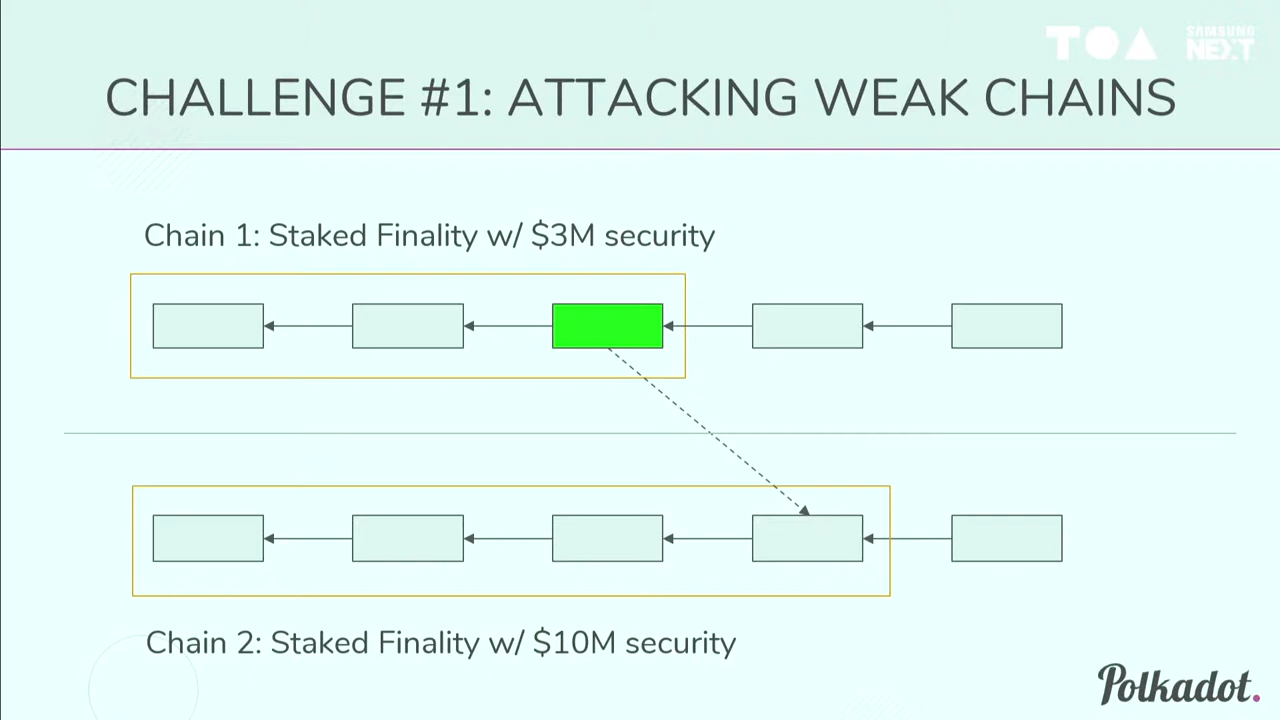 TOA SAMSUNG
NEXT
CHALLENGE #1: ATTACKING WEAK CHAINS
Chain 1: Staked Finality w/ $3M security
Chain 2: Staked Finality w/ $10M security
Polkadot.